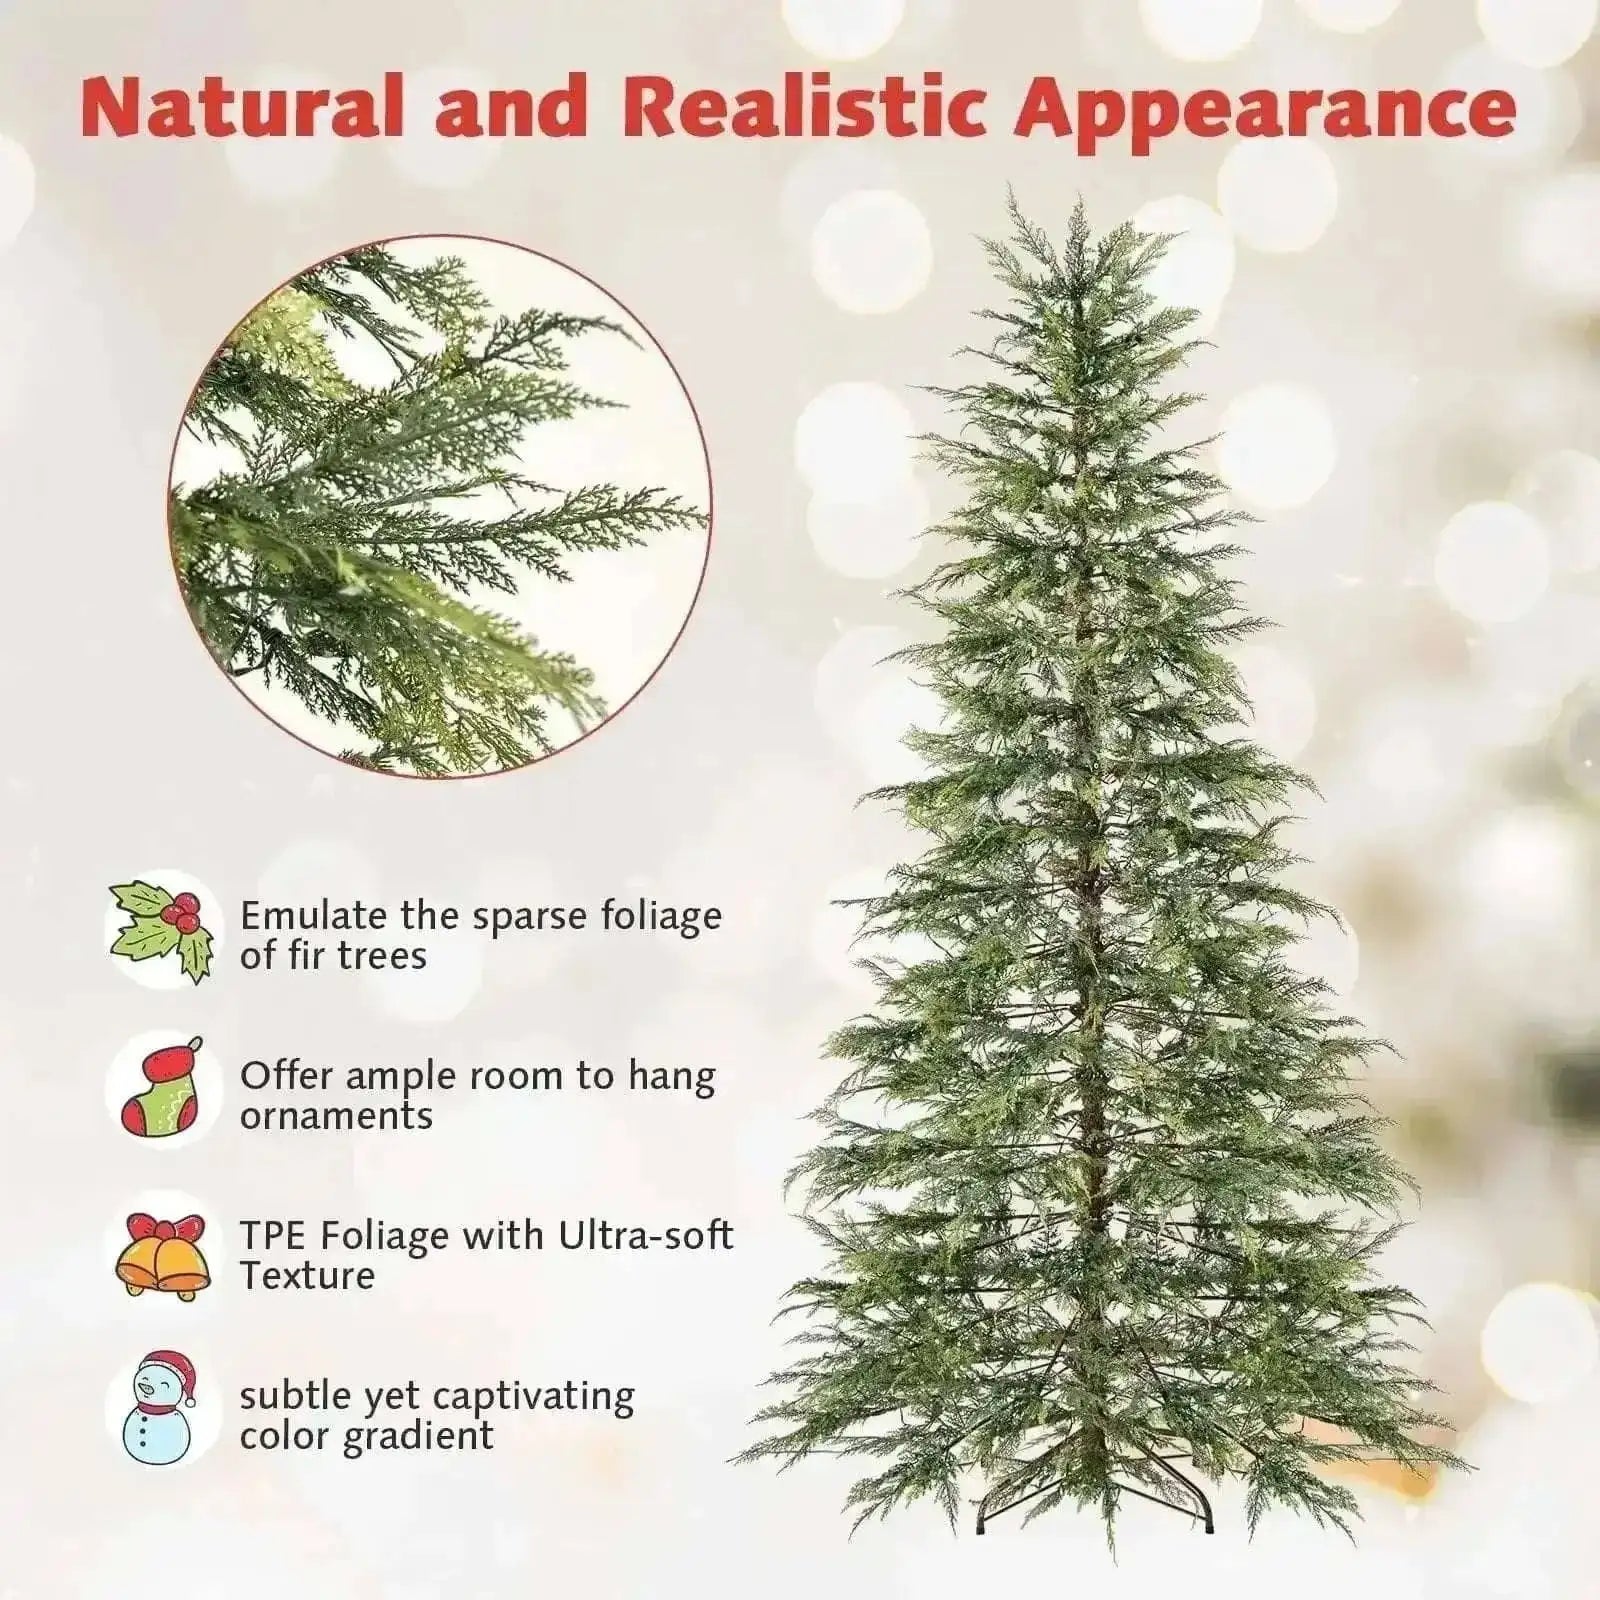 Natural and Realistic Appearance
Emulate the sparse foliage
of fir trees
Offer ample room to hang
ornaments
TPE Foliage with Ultra-soft
Texture
subtle yet captivating
color gradient